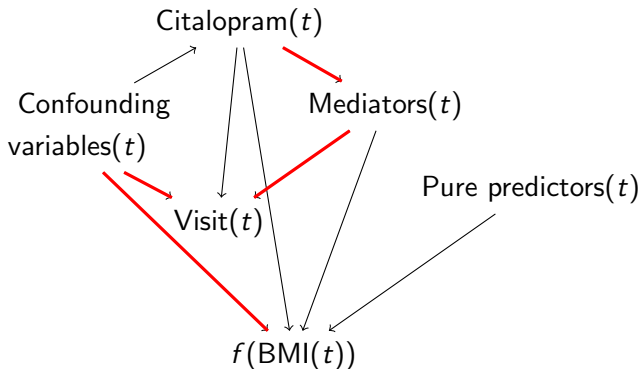 Citalopram(t)
Confounding
variables(t)
Mediators(t)
Pure predictors(t)
Visit(t)
f(BMI(t))